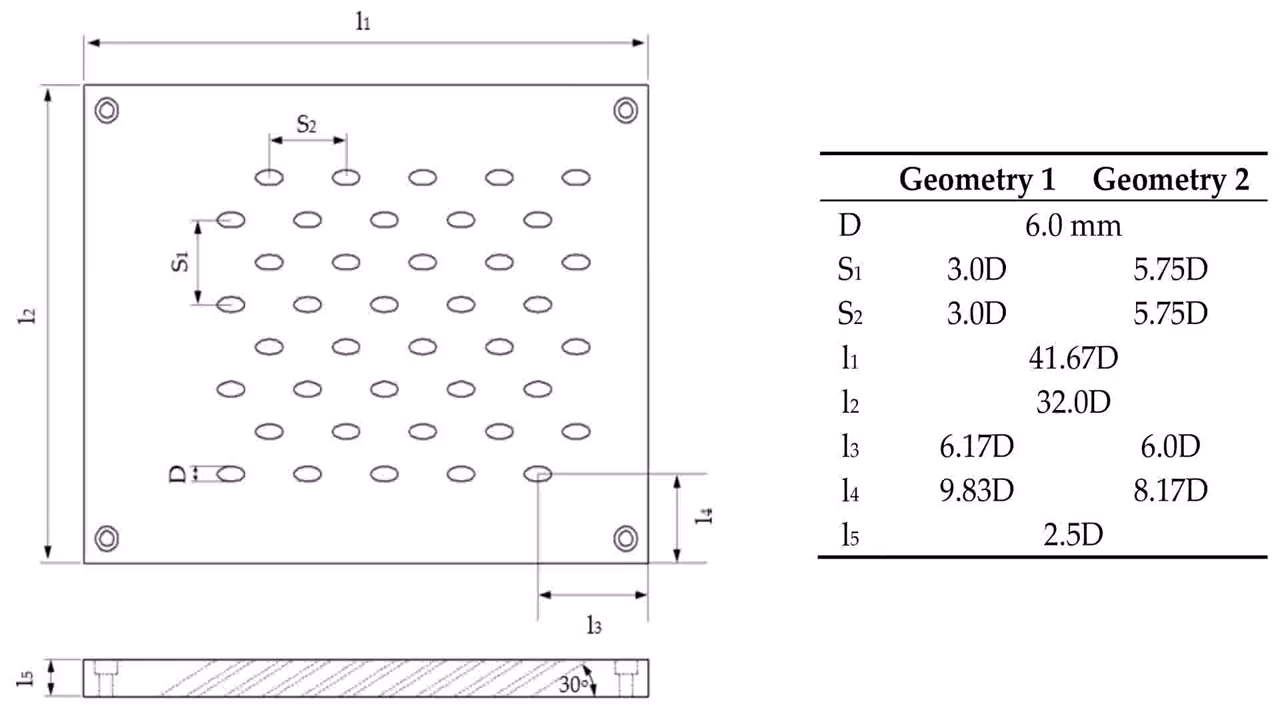 l₁
S₂
S₁
l₂
D
l₄
l₃
l₅
30°
Geometry 1 Geometry 2
D 6.0 mm
S₁ 3.0D 5.75D
S₂ 3.0D 5.75D
l₁ 41.67D
l₂ 32.0D
l₃ 6.17D 6.0D
l₄ 9.83D 8.17D
l₅ 2.5D